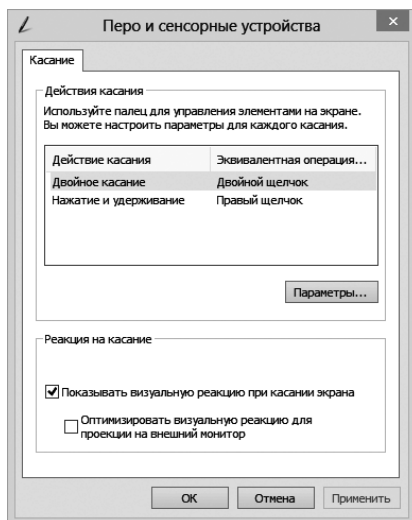 Перо и сенсорные устройства
Касание
Действия касания
Используйте палец для управления элементами на экране.
Вы можете настроить параметры для каждого касания.
Действие касания Эквивалентная операция...
Двойное касание Двойной щелчок
Нажатие и удерживание Правый щелчок
Параметры...
Реакция на касание
Показывать визуальную реакцию при касании экрана
Оптимизировать визуальную реакцию для
проекции на внешний монитор
ОК Отмена Применить